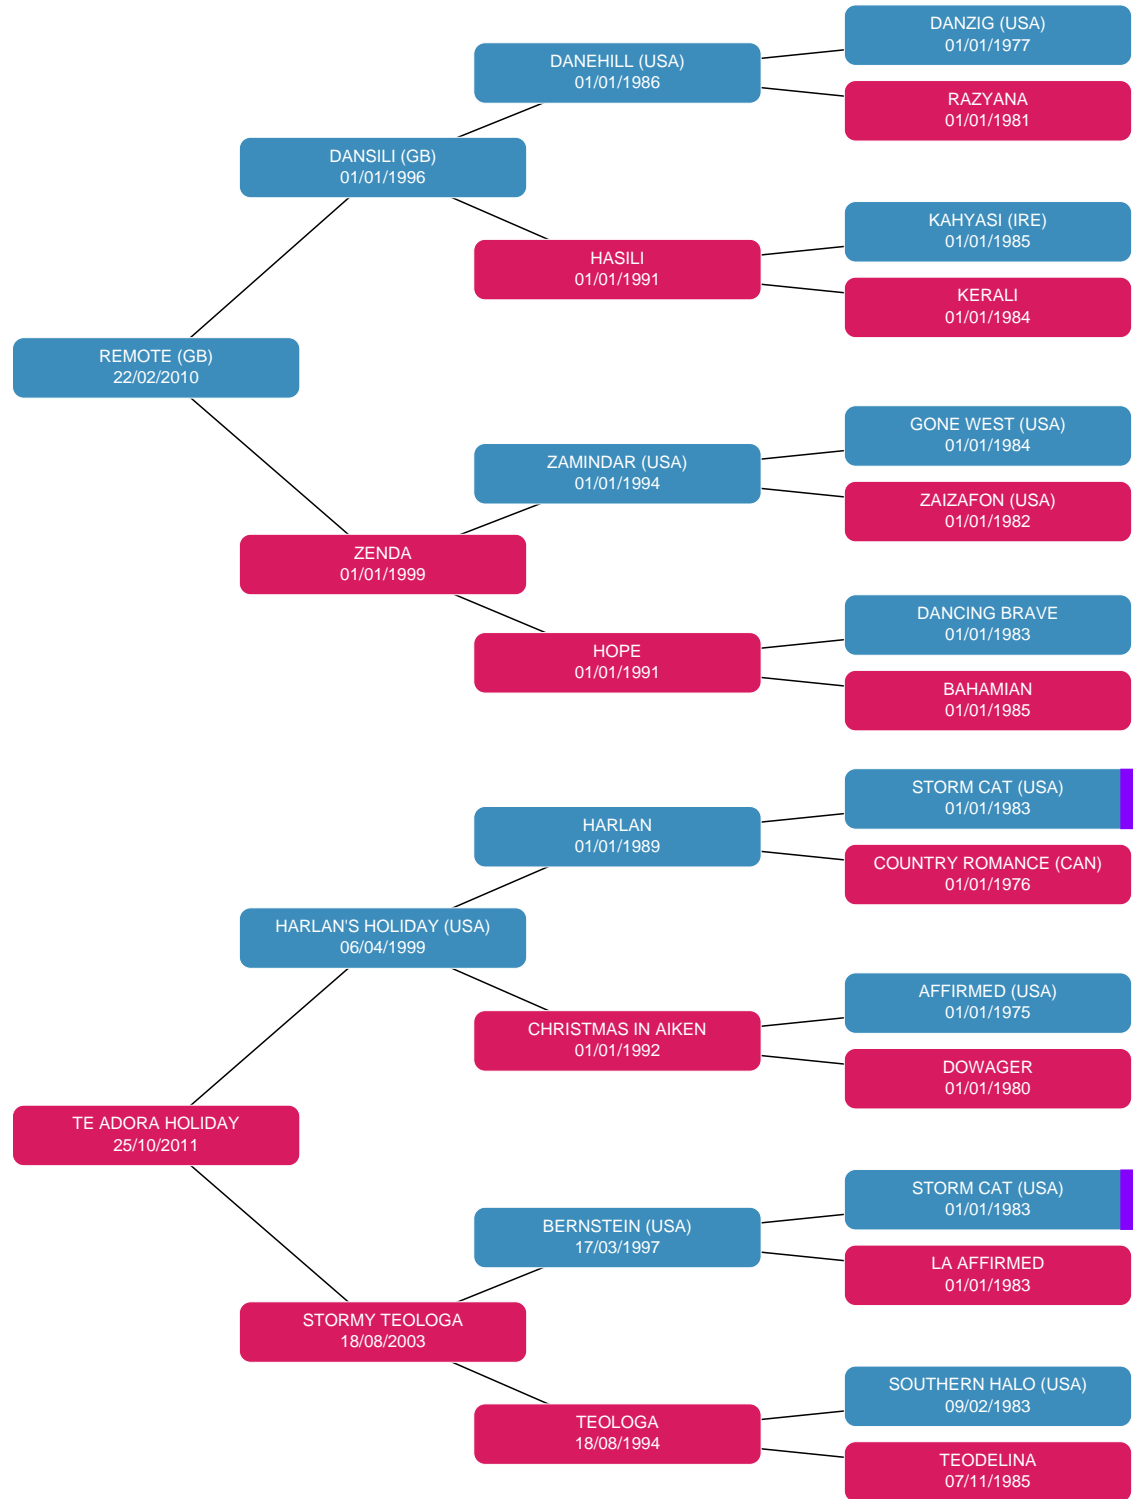 DANZIG (USA)
01/01/1977
DANEHILL (USA)
01/01/1986
RAZYANA
01/01/1981
DANSILI (GB)
01/01/1996
KAHYASI (IRE)
01/01/1985
HASILI
01/01/1991
KERALI
01/01/1984
REMOTE (GB)
22/02/2010
GONE WEST (USA)
01/01/1984
ZAMINDAR (USA)
01/01/1994
ZAIZAFON (USA)
01/01/1982
ZENDA
01/01/1999
DANCING BRAVE
01/01/1983
HOPE
01/01/1991
BAHAMIAN
01/01/1985
STORM CAT (USA)
01/01/1983
HARLAN
01/01/1989
COUNTRY ROMANCE (CAN)
01/01/1976
HARLAN'S HOLIDAY (USA)
06/04/1999
AFFIRMED (USA)
01/01/1975
CHRISTMAS IN AIKEN
01/01/1992
DOWAGER
01/01/1980
TE ADORA HOLIDAY
25/10/2011
STORM CAT (USA)
01/01/1983
BERNSTEIN (USA)
17/03/1997
LA AFFIRMED
01/01/1983
STORMY TEOLOGA
18/08/2003
SOUTHERN HALO (USA)
09/02/1983
TEOLOGA
18/08/1994
TEODELINA
07/11/1985